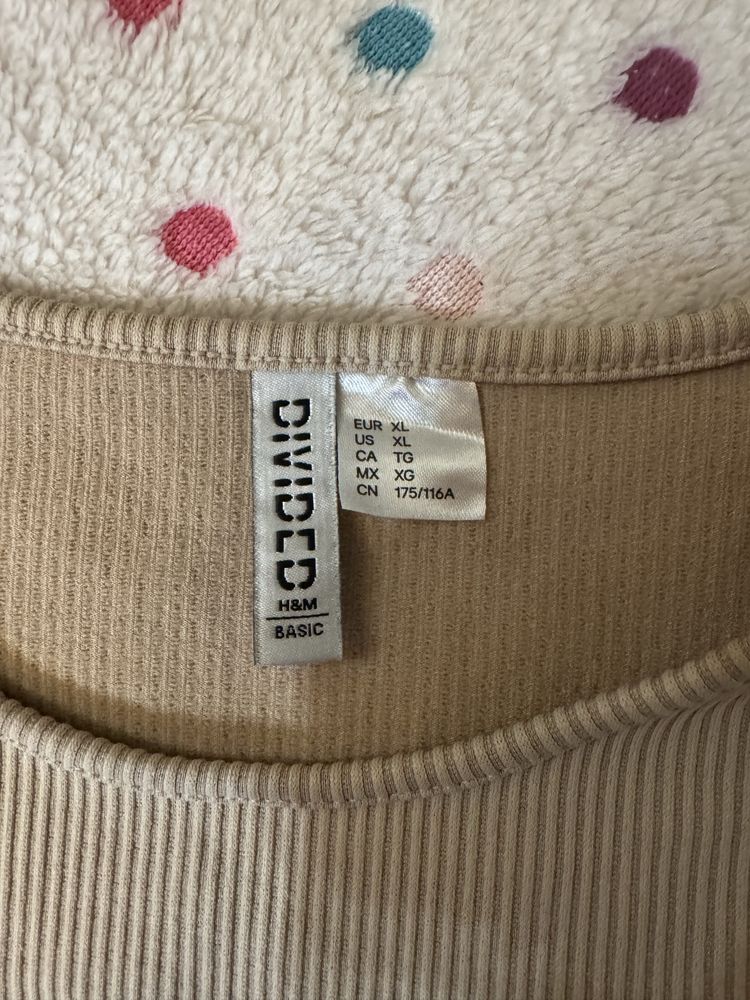 DIVIDED
H&M
BASIC
EUR XL
US XL
CA TG
MX XG
CN 175/116A